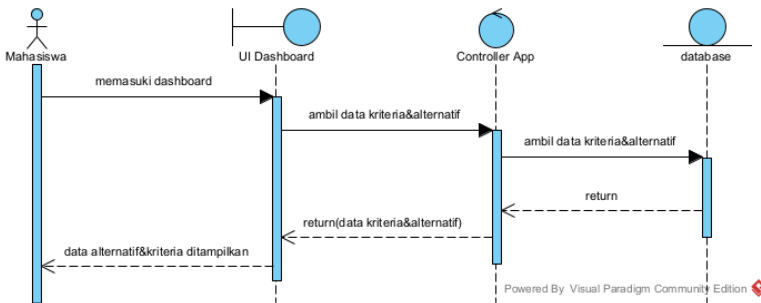 Mahasiswa
UI Dashboard
Controller App
database
memasuki dashboard
ambil data kriteria&alternatif
ambil data kriteria&alternatif
return
return(data kriteria&alternatif)
data alternatif&kriteria ditampilkan
Powered By Visual Paradigm Community Edition